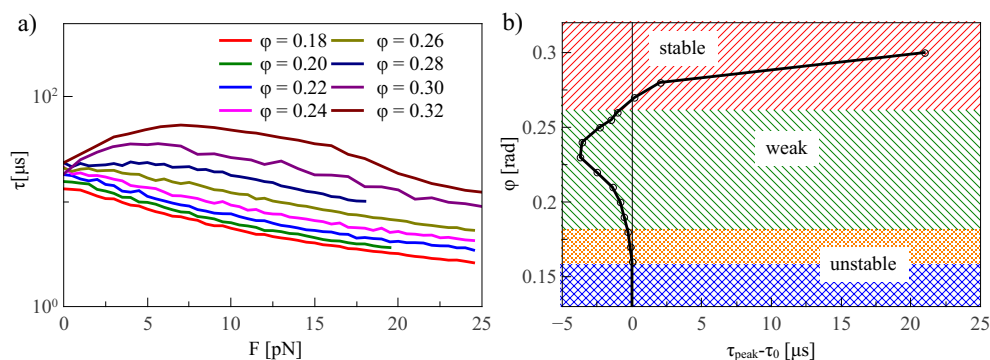 a)
b)
φ = 0.18
φ = 0.20
φ = 0.22
φ = 0.24
φ = 0.26
φ = 0.28
φ = 0.30
φ = 0.32
10²
10⁰
τ[μs]
0 5 10 15 20 25
F [pN]
stable
weak
unstable
0.3
0.25
0.2
0.15
φ [rad]
−5 0 5 10 15 20 25
τpeak-τ0 [μs]